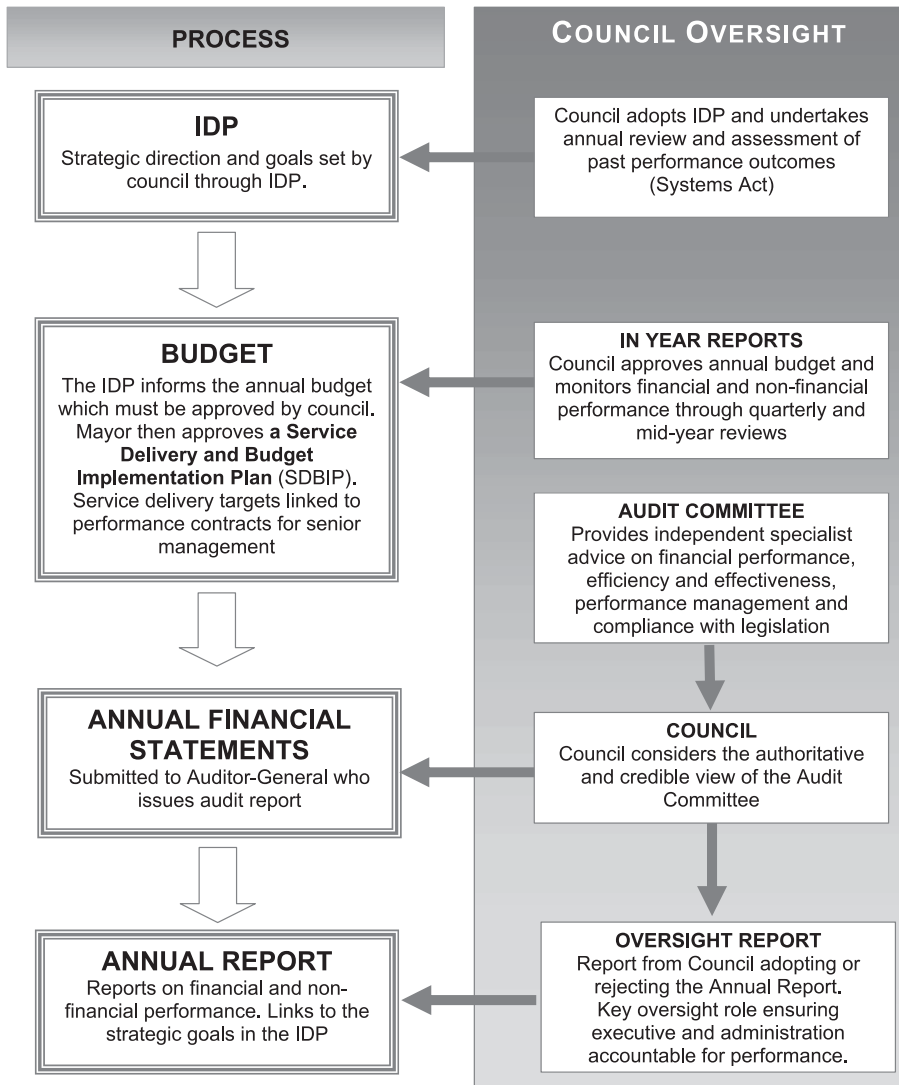 PROCESS
COUNCIL OVERSIGHT
IDP
Strategic direction and goals set by
council through IDP.
Council adopts IDP and undertakes
annual review and assessment of
past performance outcomes
(Systems Act)
BUDGET
The IDP informs the annual budget
which must be approved by council.
Mayor then approves a Service
Delivery and Budget
Implementation Plan (SDBIP).
Service delivery targets linked to
performance contracts for senior
management
IN YEAR REPORTS
Council approves annual budget and
monitors financial and non-financial
performance through quarterly and
mid-year reviews
AUDIT COMMITTEE
Provides independent specialist
advice on financial performance,
efficiency and effectiveness,
performance management and
compliance with legislation
ANNUAL FINANCIAL
STATEMENTS
Submitted to Auditor-General who
issues audit report
COUNCIL
Council considers the authoritative
and credible view of the Audit
Committee
ANNUAL REPORT
Reports on financial and non-
financial performance. Links to the
strategic goals in the IDP
OVERSIGHT REPORT
Report from Council adopting or
rejecting the Annual Report.
Key oversight role ensuring
executive and administration
accountable for performance.